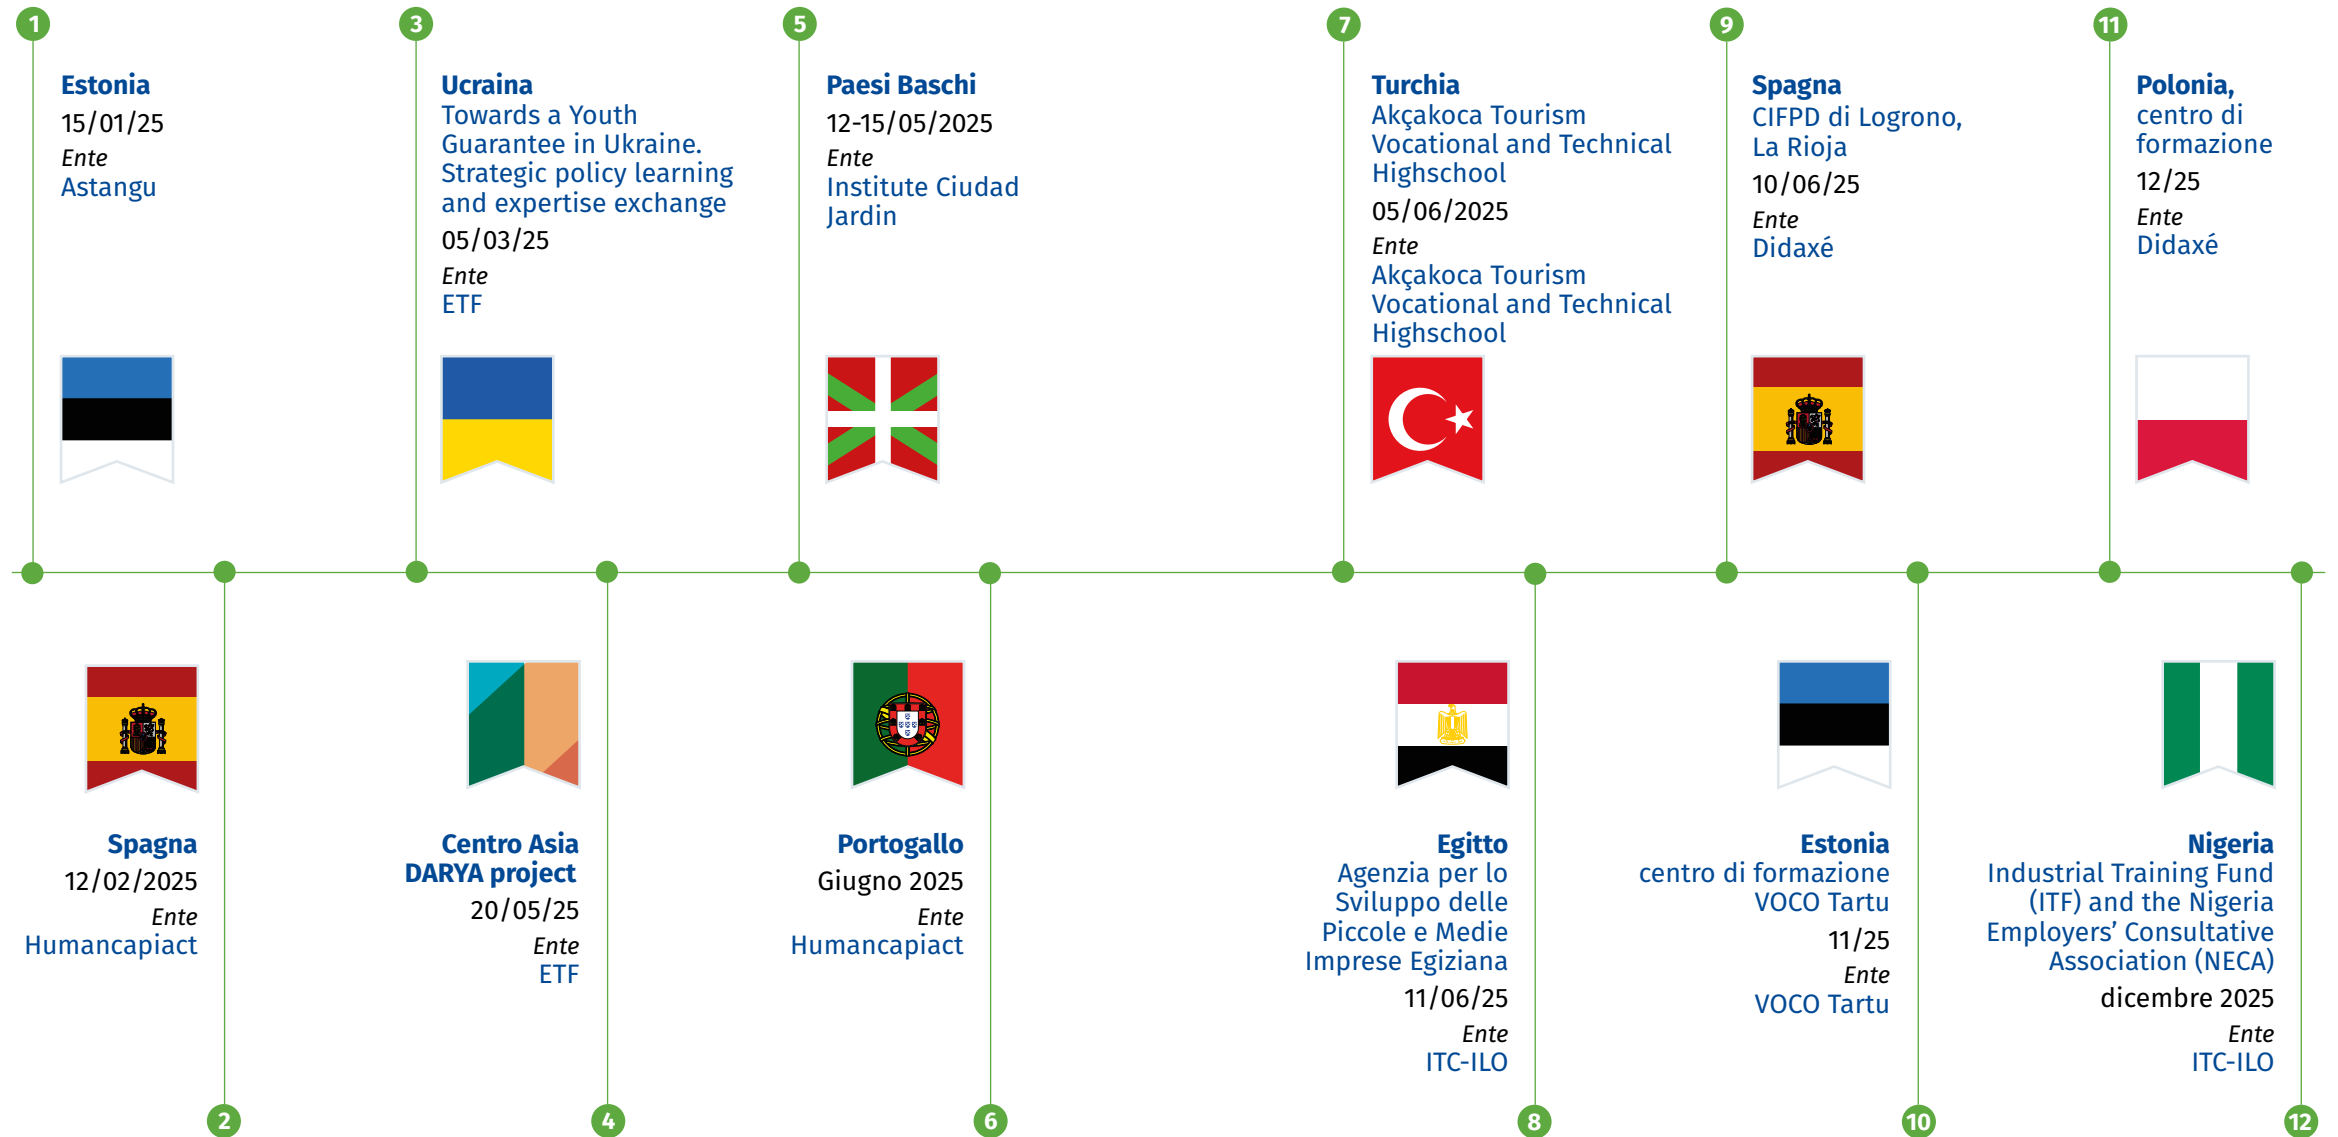 1
Estonia
15/01/25
Ente
Astangu
2
Spagna
12/02/2025
Ente
Humancapiact
3
Ucraina
Towards a Youth
Guarantee in Ukraine.
Strategic policy learning
and expertise exchange
05/03/25
Ente
ETF
4
Centro Asia
DARYA project
20/05/25
Ente
ETF
5
Paesi Baschi
12-15/05/2025
Ente
Institute Ciudad
Jardin
6
Portogallo
Giugno 2025
Ente
Humancapiact
7
Turchia
Akçakoca Tourism
Vocational and Technical
Highschool
05/06/2025
Ente
Akçakoca Tourism
Vocational and Technical
Highschool
8
Egitto
Agenzia per lo
Sviluppo delle
Piccole e Medie
Imprese Egiziana
11/06/25
Ente
ITC-ILO
9
Spagna
CIFPD di Logrono,
La Rioja
10/06/25
Ente
Didaxé
10
Estonia
centro di formazione
VOCO Tartu
11/25
Ente
VOCO Tartu
11
Polonia,
centro di
formazione
12/25
Ente
Didaxé
12
Nigeria
Industrial Training Fund
(ITF) and the Nigeria
Employers’ Consultative
Association (NECA)
dicembre 2025
Ente
ITC-ILO